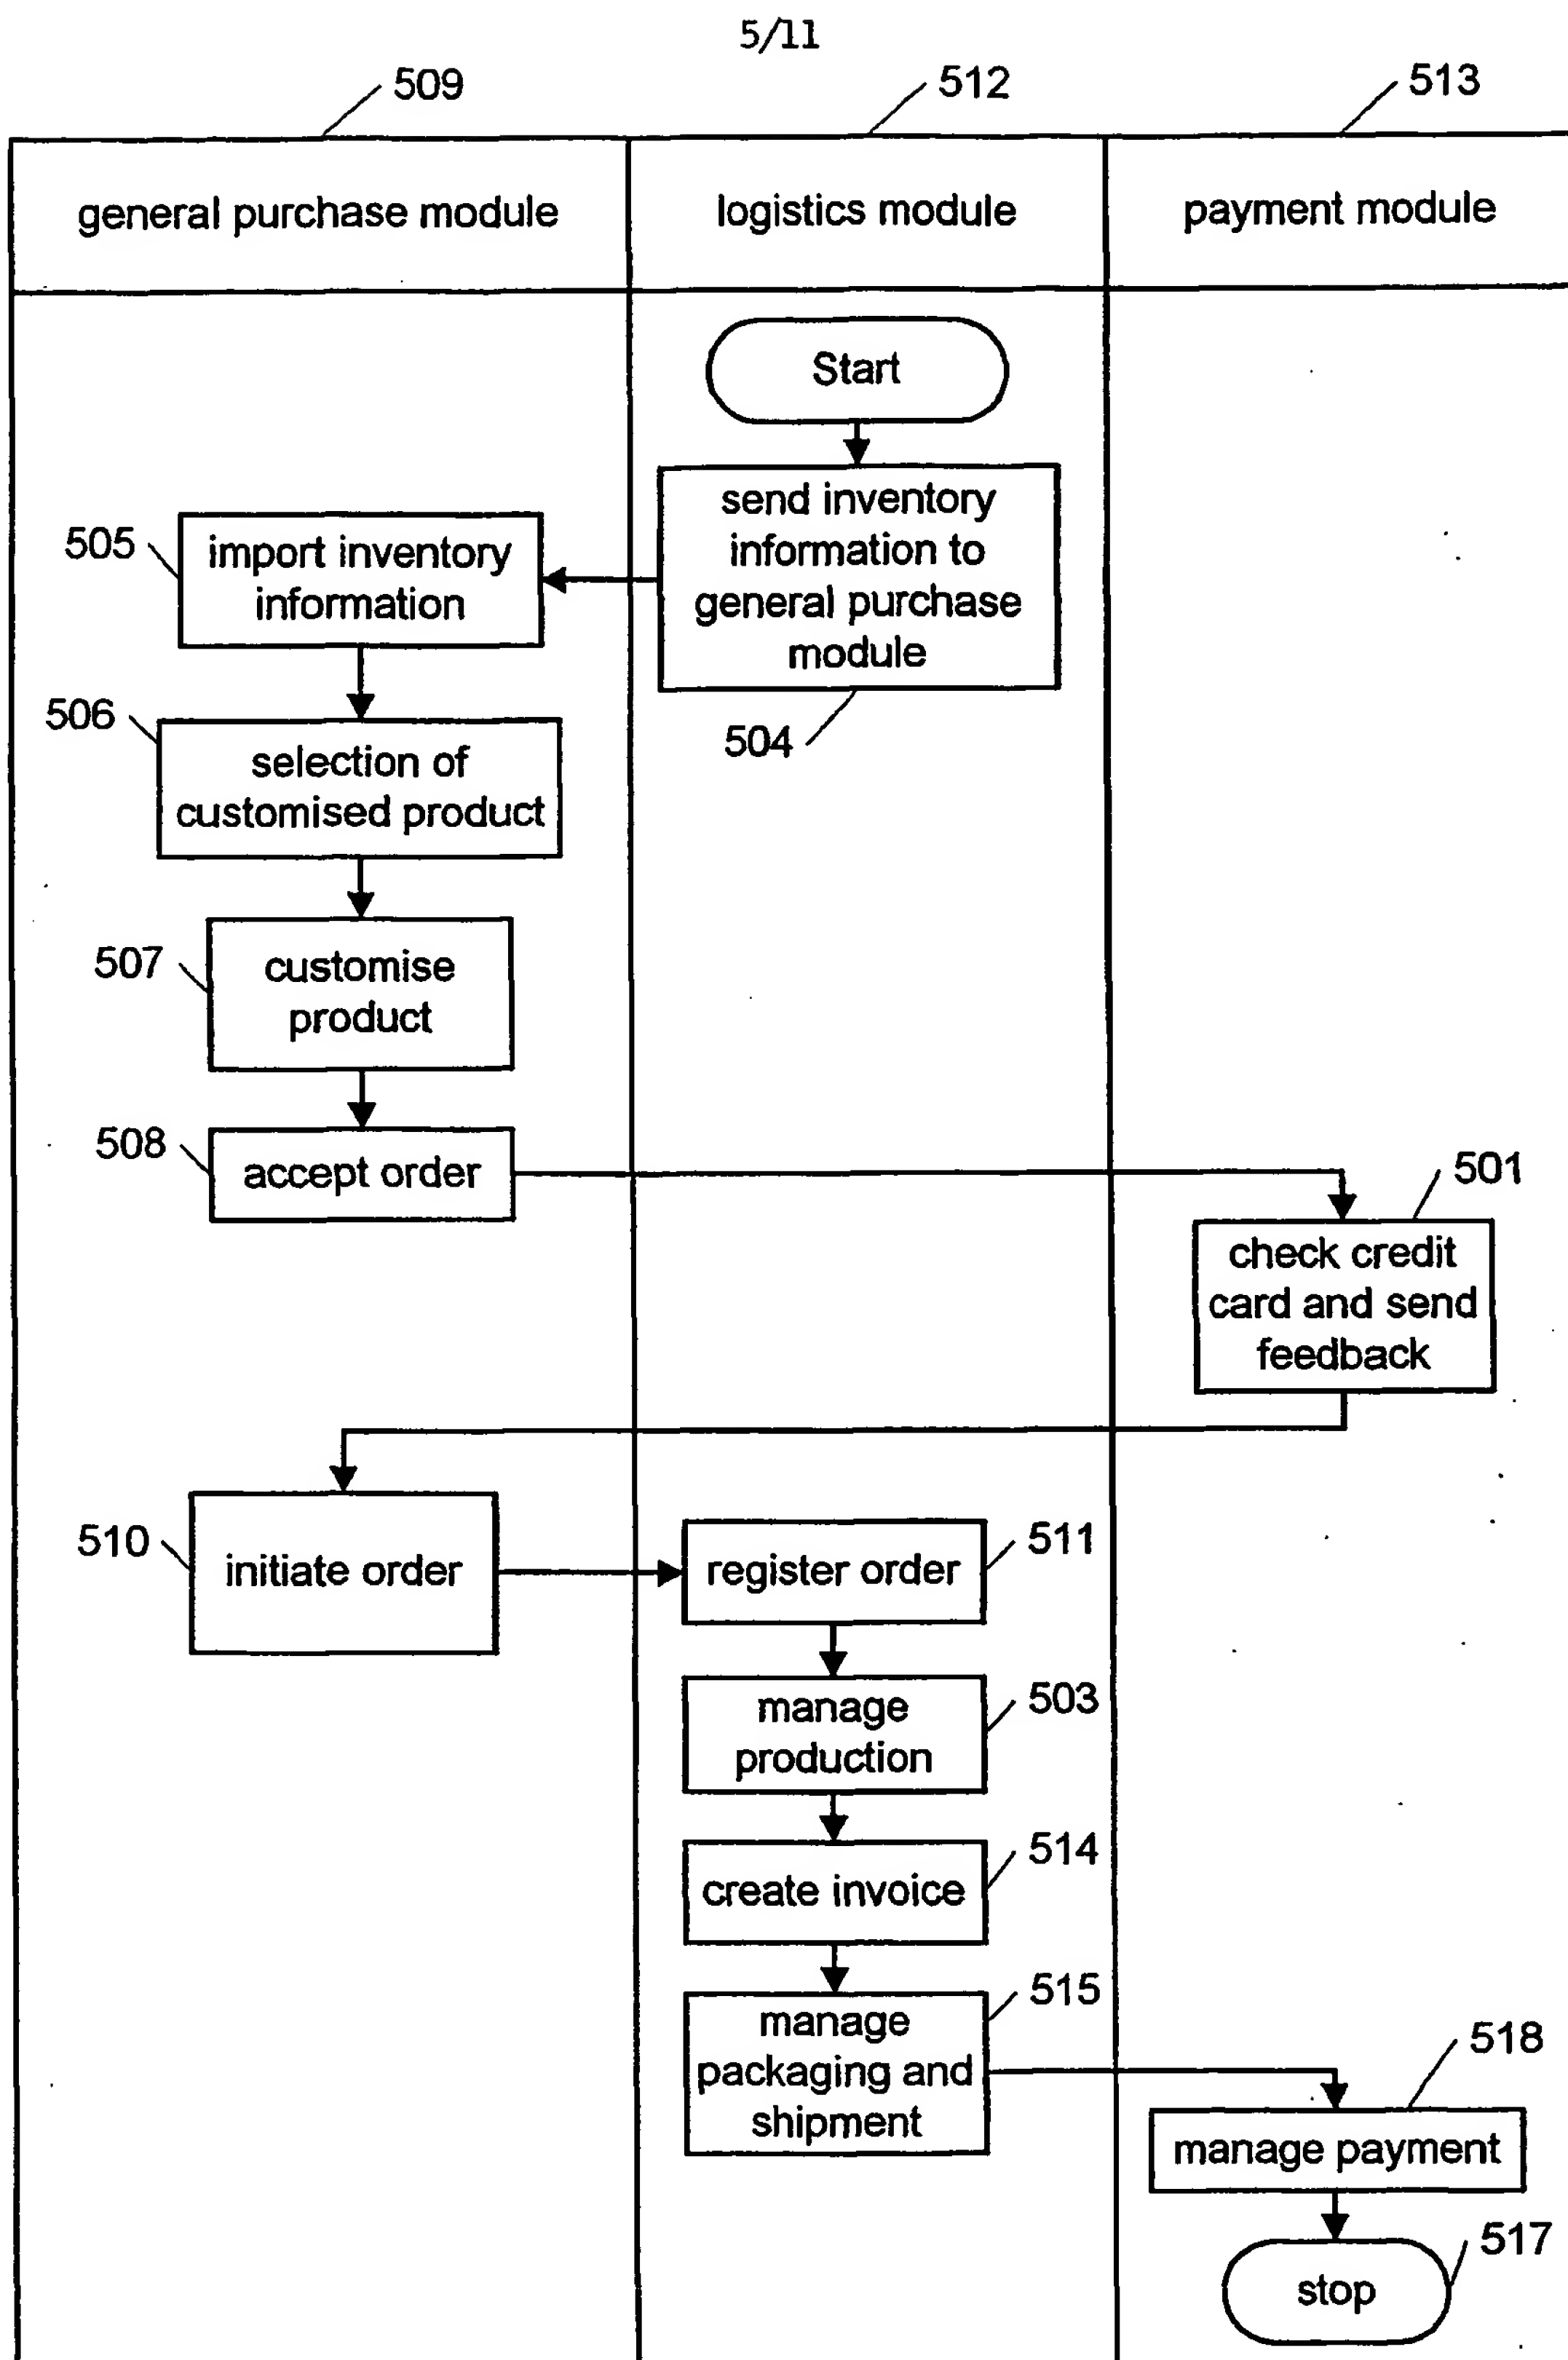 5/11
509
512
513
general purchase module
logistics module
payment module
Start
send inventory
information to
general purchase
module
504
505
import inventory
information
506
selection of
customised product
507
customise
product
508
accept order
501
check credit
card and send
feedback
510
initiate order
register order
511
manage
production
503
create invoice
514
manage
packaging and
shipment
515
518
manage payment
517
stop